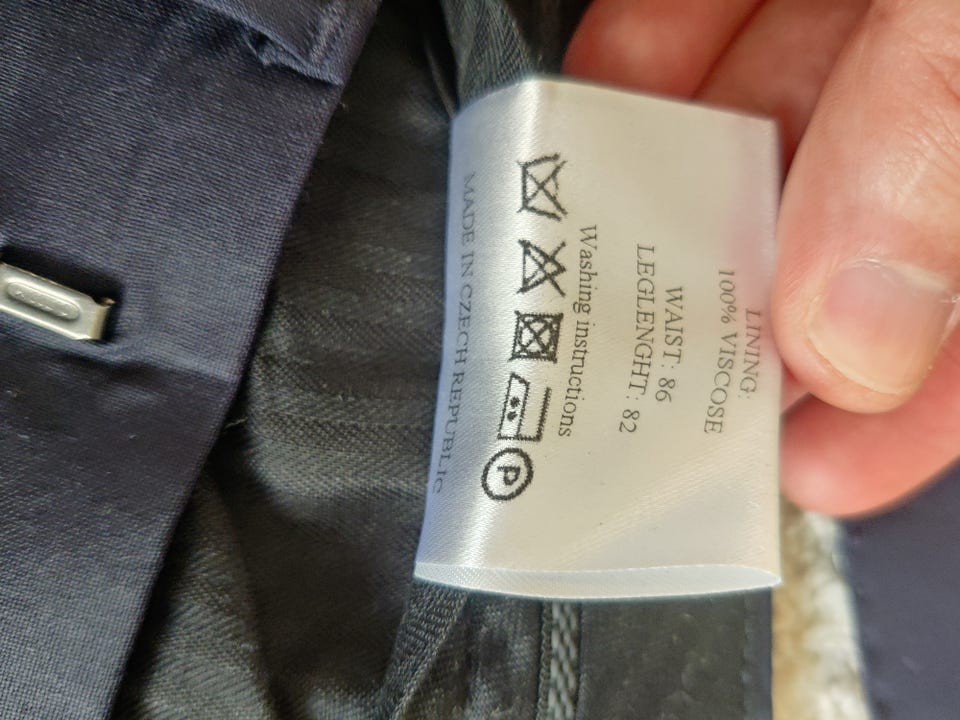 LINING:
100% VISCOSE
WAIST: 86
LEGLENGHT: 82
Washing instructions
P
MADE IN CZECH REPUBLIC